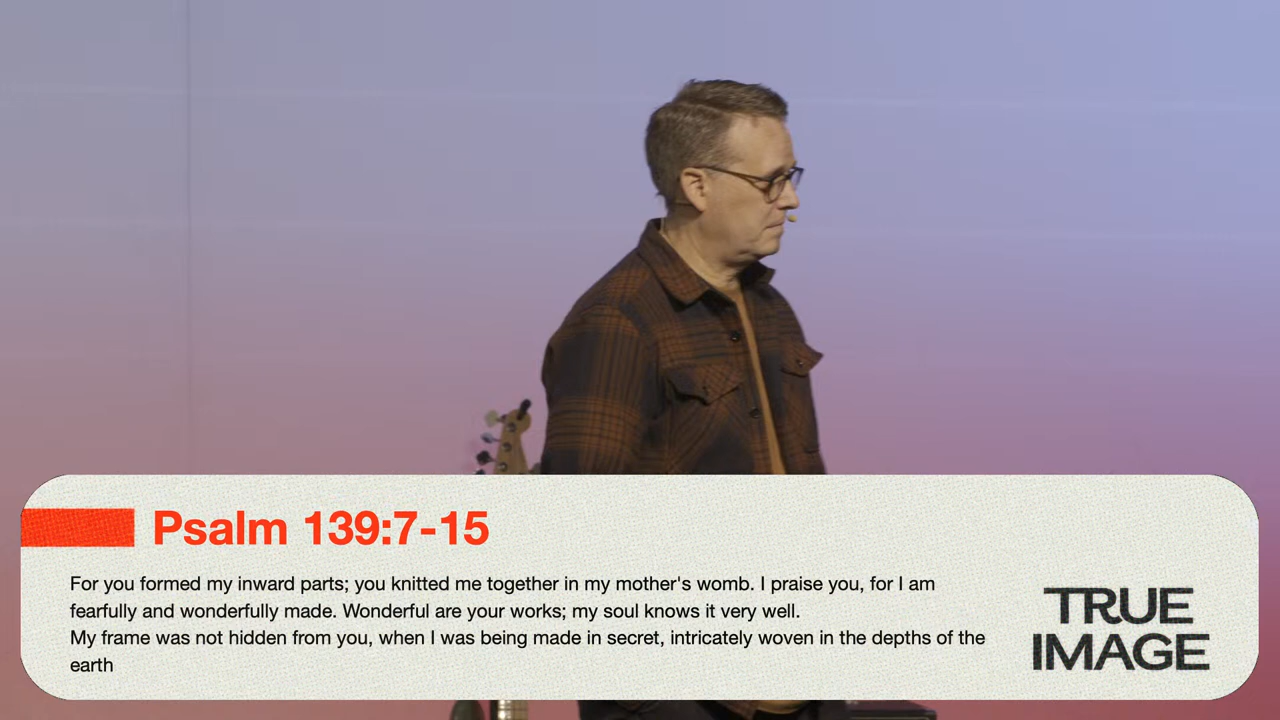 Psalm 139:7-15
For you formed my inward parts; you knitted me together in my mother's womb. I praise you, for I am
fearfully and wonderfully made. Wonderful are your works; my soul knows it very well.
My frame was not hidden from you, when I was being made in secret, intricately woven in the depths of the
earth
TRUE
IMAGE